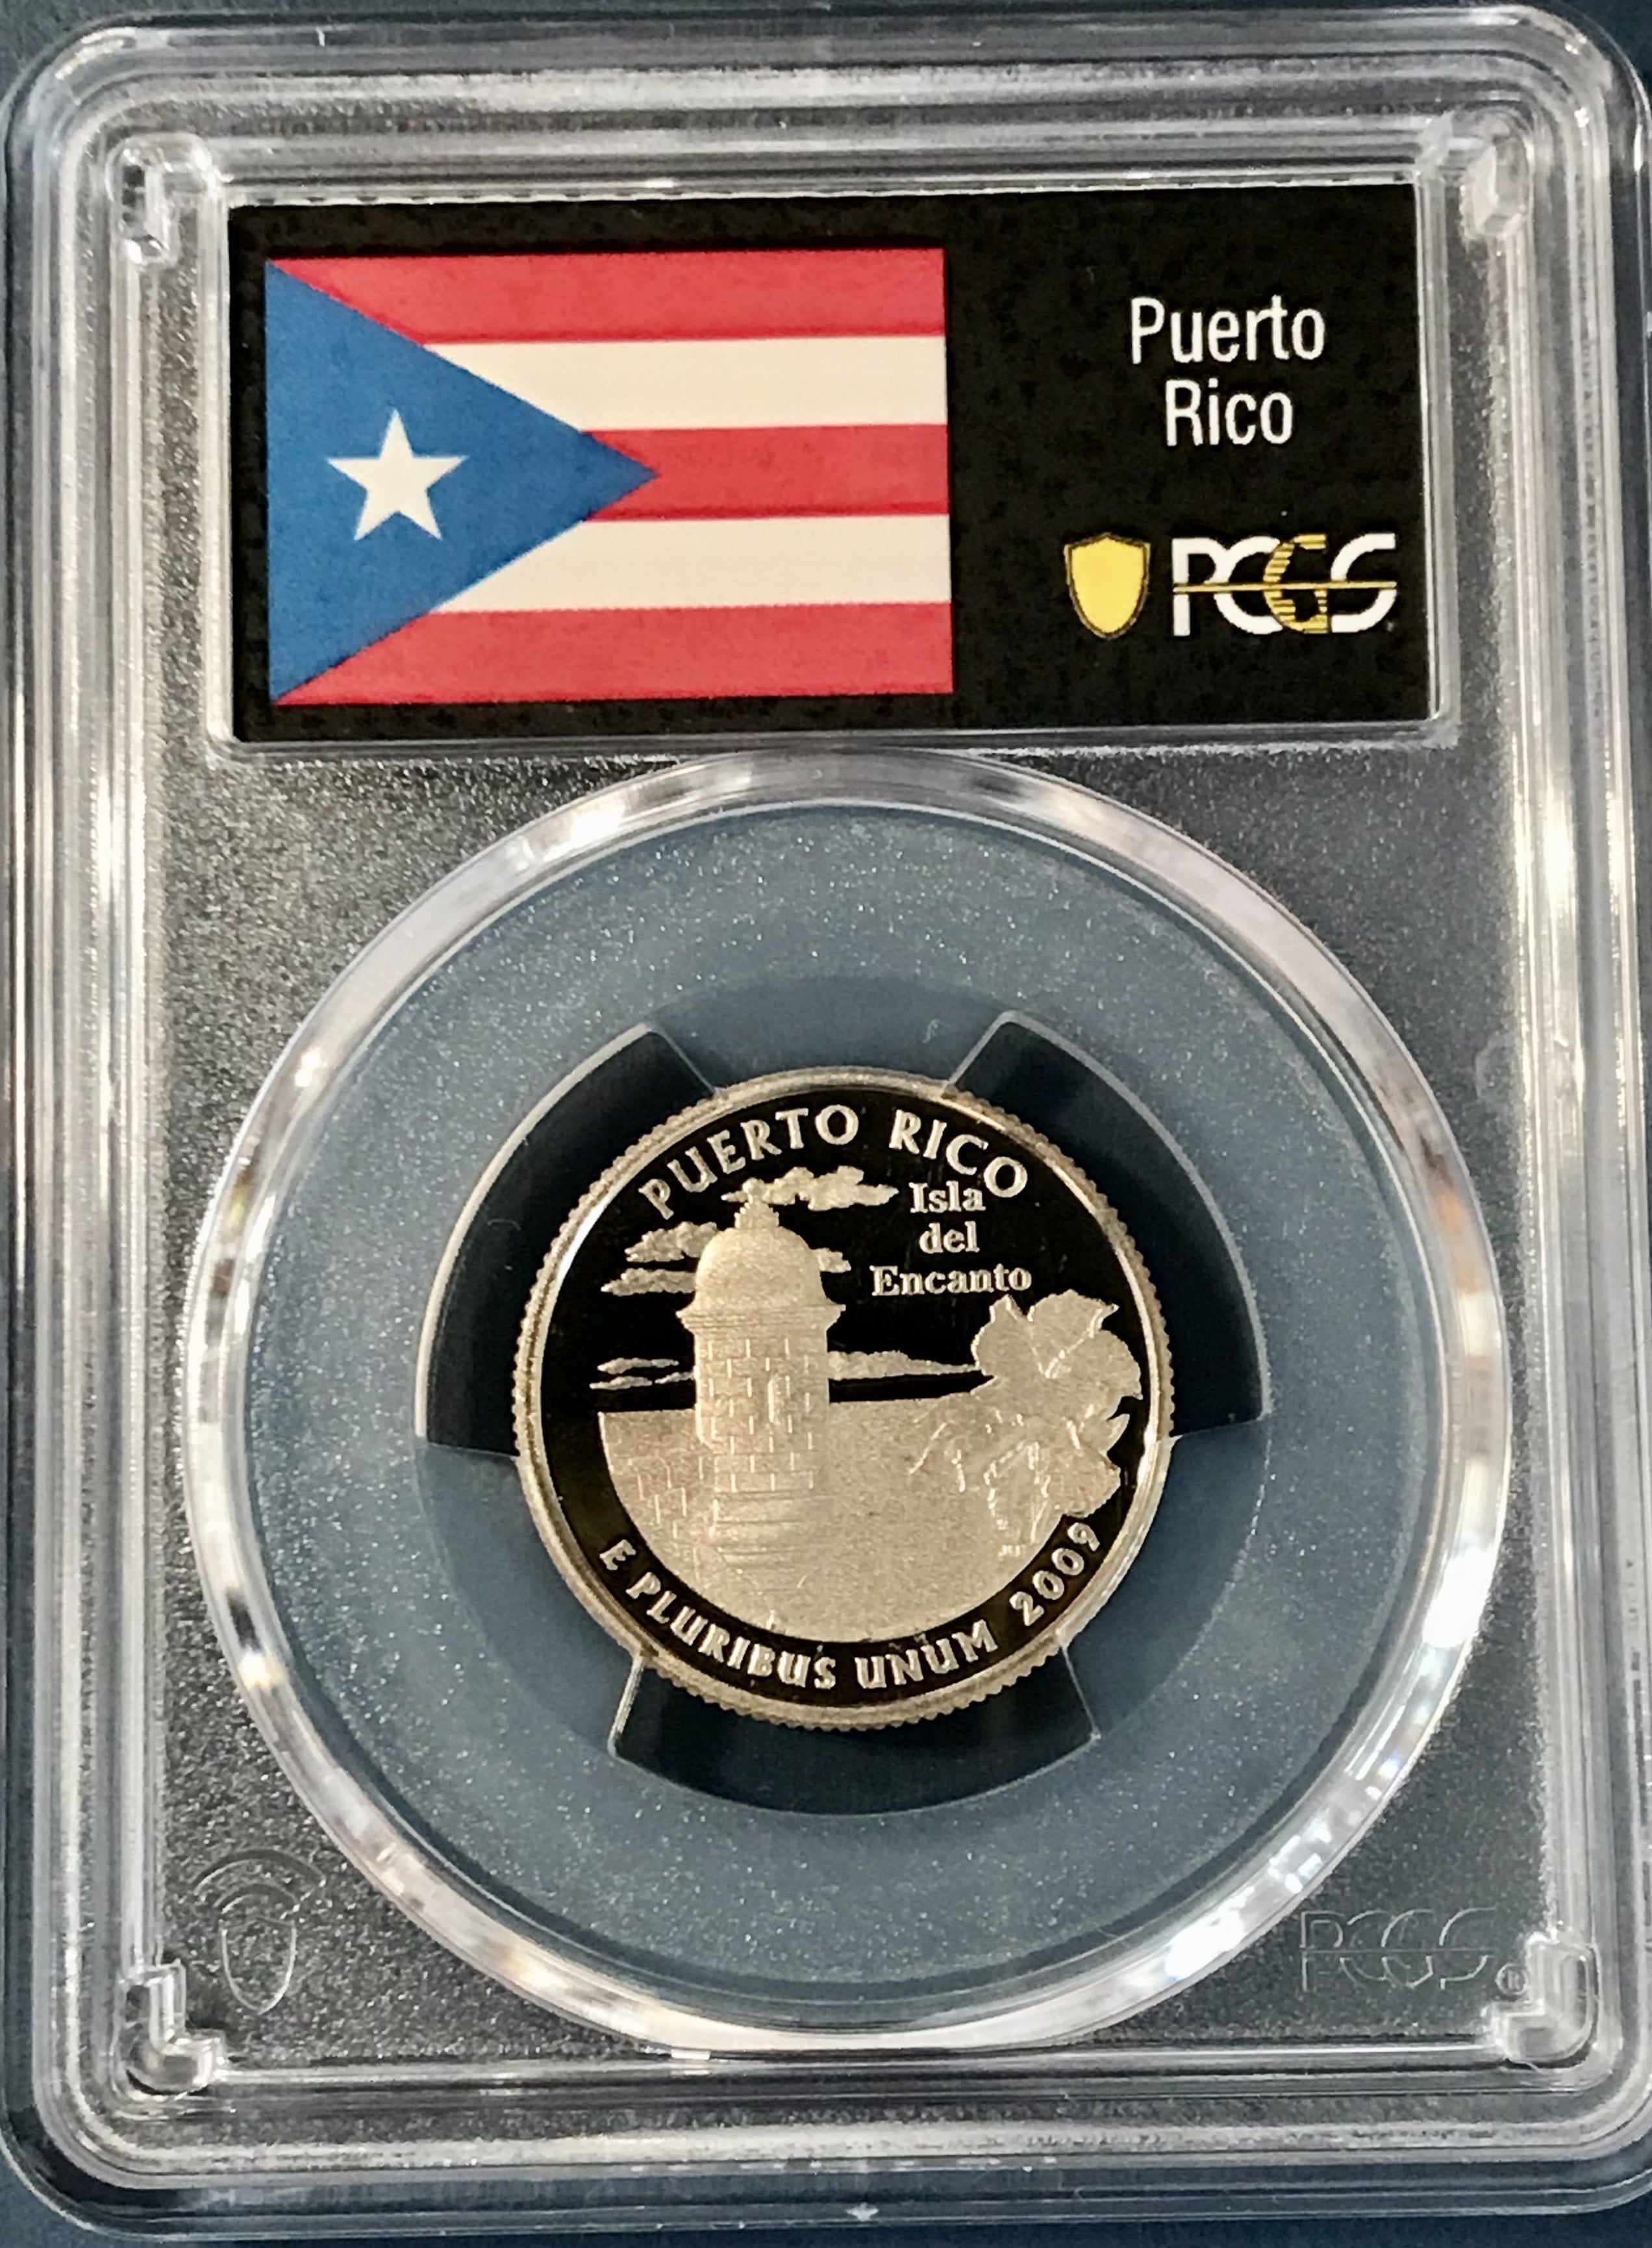 Puerto
Rico
PCGS
PUERTO RICO
Isla
del
Encanto
E PLURIBUS UNUM 2009
PCGS®